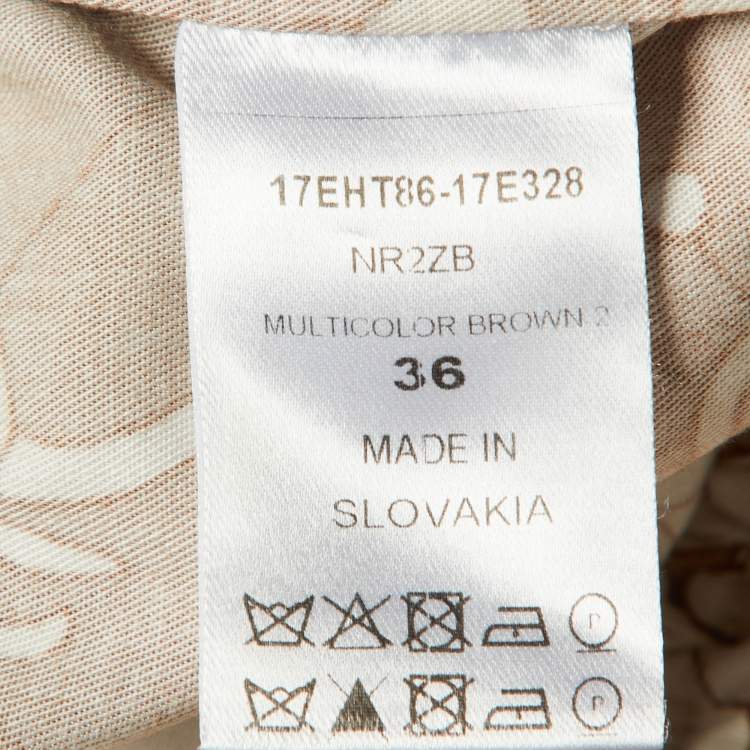 17EHT86-17E328
NR2ZB
MULTICOLOR BROWN 2
36
MADE IN
SLOVAKIA
P
P